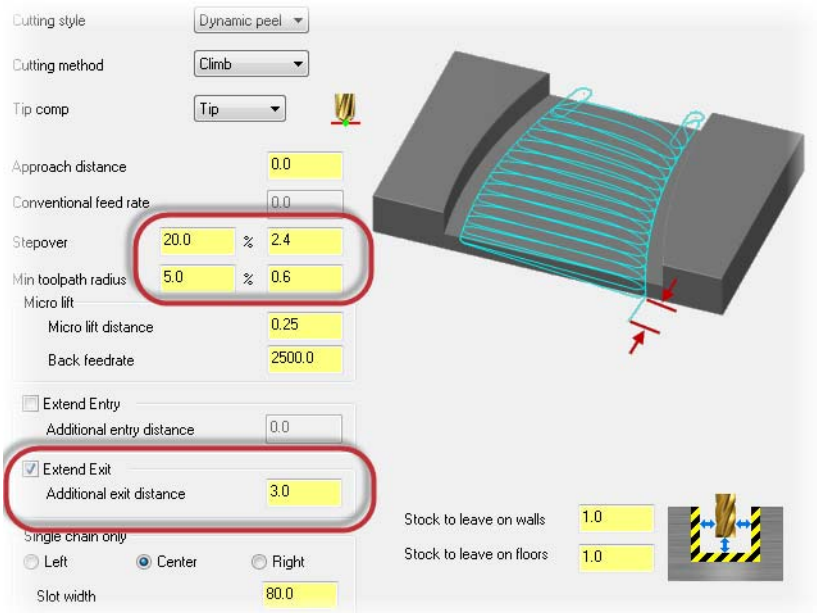 Cutting style Dynamic peel
Cutting method Climb
Tip comp Tip
Approach distance 0.0
Conventional feed rate 0.0
Stepover 20.0 % 2.4
Min toolpath radius 5.0 % 0.6
Micro lift
Micro lift distance 0.25
Back feedrate 2500.0
Extend Entry
Additional entry distance 0.0
Extend Exit
Additional exit distance 3.0
Single chain only
Left Center Right
Slot width 80.0
Stock to leave on walls 1.0
Stock to leave on floors 1.0